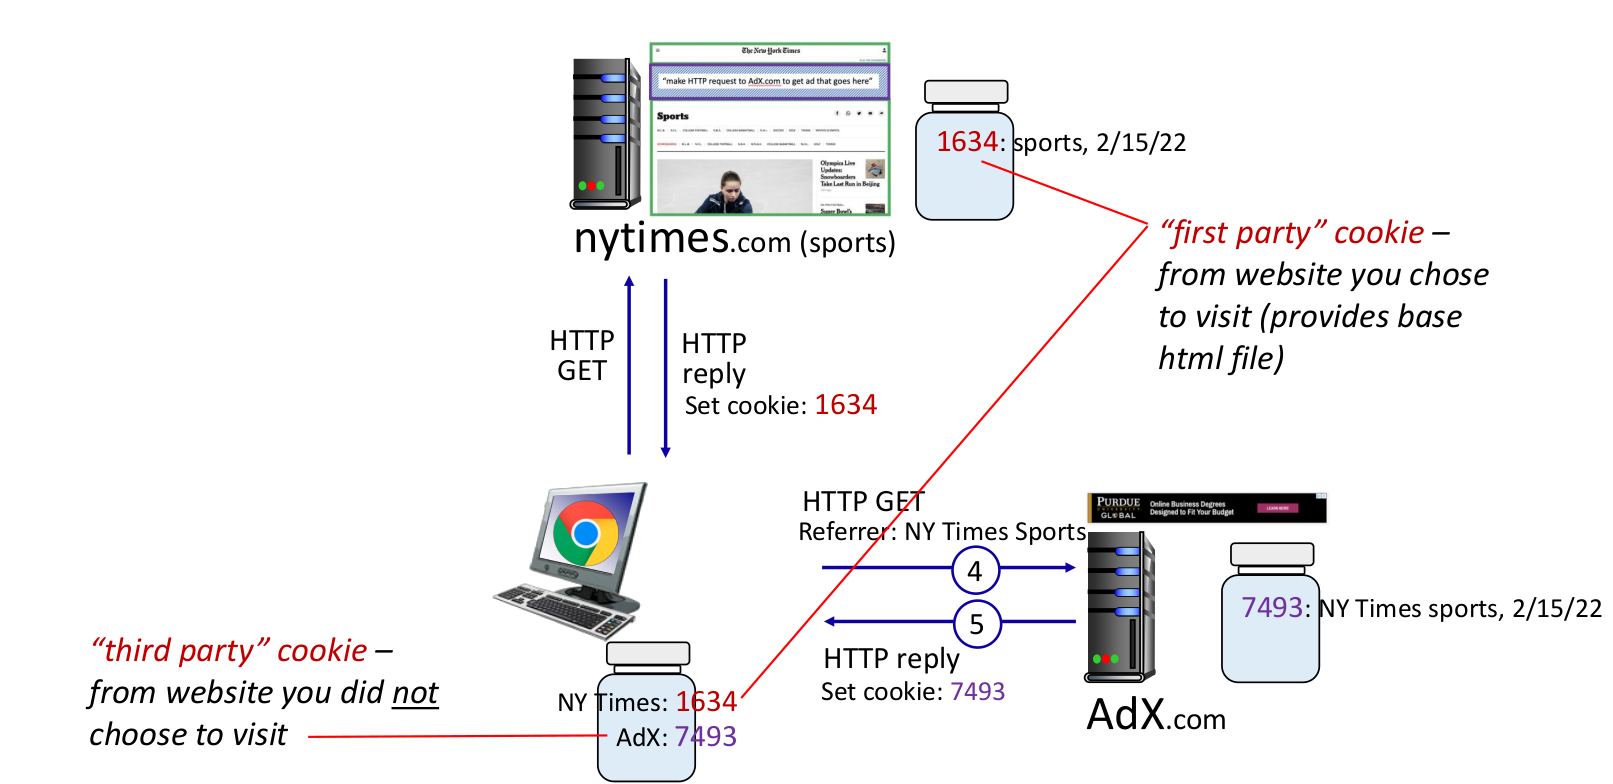 The New York Times
"make HTTP request to AdX.com to get ad that goes here"
Sports
Olympics Live
Updates:
Snowboarders
Take Last Run in Beijing
Super Bowl's
nytimes.com (sports)
1634: sports, 2/15/22
"first party" cookie –
from website you chose
to visit (provides base
html file)
HTTP
GET
HTTP
reply
Set cookie: 1634
HTTP GET
Referrer: NY Times Sports
4
5
HTTP reply
Set cookie: 7493
PURDUE
UNIVERSITY
GLOBAL
Online Business Degrees
Designed to Fit Your Budget
LEARN MORE
7493: NY Times sports, 2/15/22
AdX.com
"third party" cookie –
from website you did not
choose to visit
NY Times: 1634
AdX: 7493